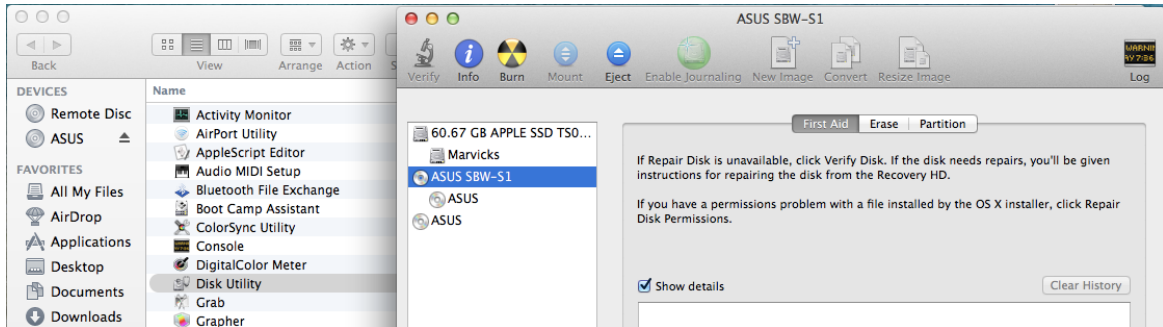 Back
View
Arrange
Action
DEVICES
Remote Disc
ASUS
FAVORITES
All My Files
AirDrop
Applications
Desktop
Documents
Downloads
Name
Activity Monitor
AirPort Utility
AppleScript Editor
Audio MIDI Setup
Bluetooth File Exchange
Boot Camp Assistant
ColorSync Utility
Console
DigitalColor Meter
Disk Utility
Grab
Grapher
ASUS SBW-S1
Verify
Info
Burn
Mount
Eject
Enable Journaling
New Image
Convert
Resize Image
WARNIN
AY 7:36
Log
60.67 GB APPLE SSD TS0...
Marvicks
ASUS SBW-S1
ASUS
ASUS
First Aid
Erase
Partition
If Repair Disk is unavailable, click Verify Disk. If the disk needs repairs, you'll be given
instructions for repairing the disk from the Recovery HD.
If you have a permissions problem with a file installed by the OS X installer, click Repair
Disk Permissions.
Show details
Clear History